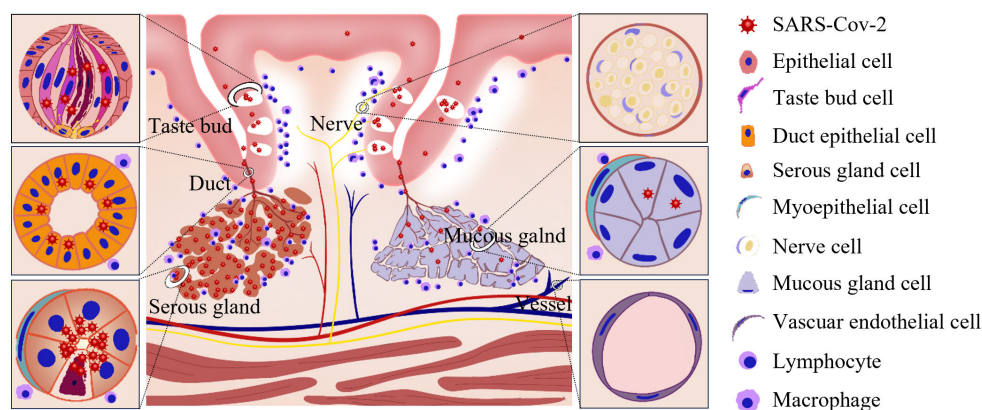 Taste bud
Nerve
Duct
Mucous galnd
Serous gland
Vessel
SARS-Cov-2
Epithelial cell
Taste bud cell
Duct epithelial cell
Serous gland cell
Myoepithelial cell
Nerve cell
Mucous gland cell
Vascuar endothelial cell
Lymphocyte
Macrophage